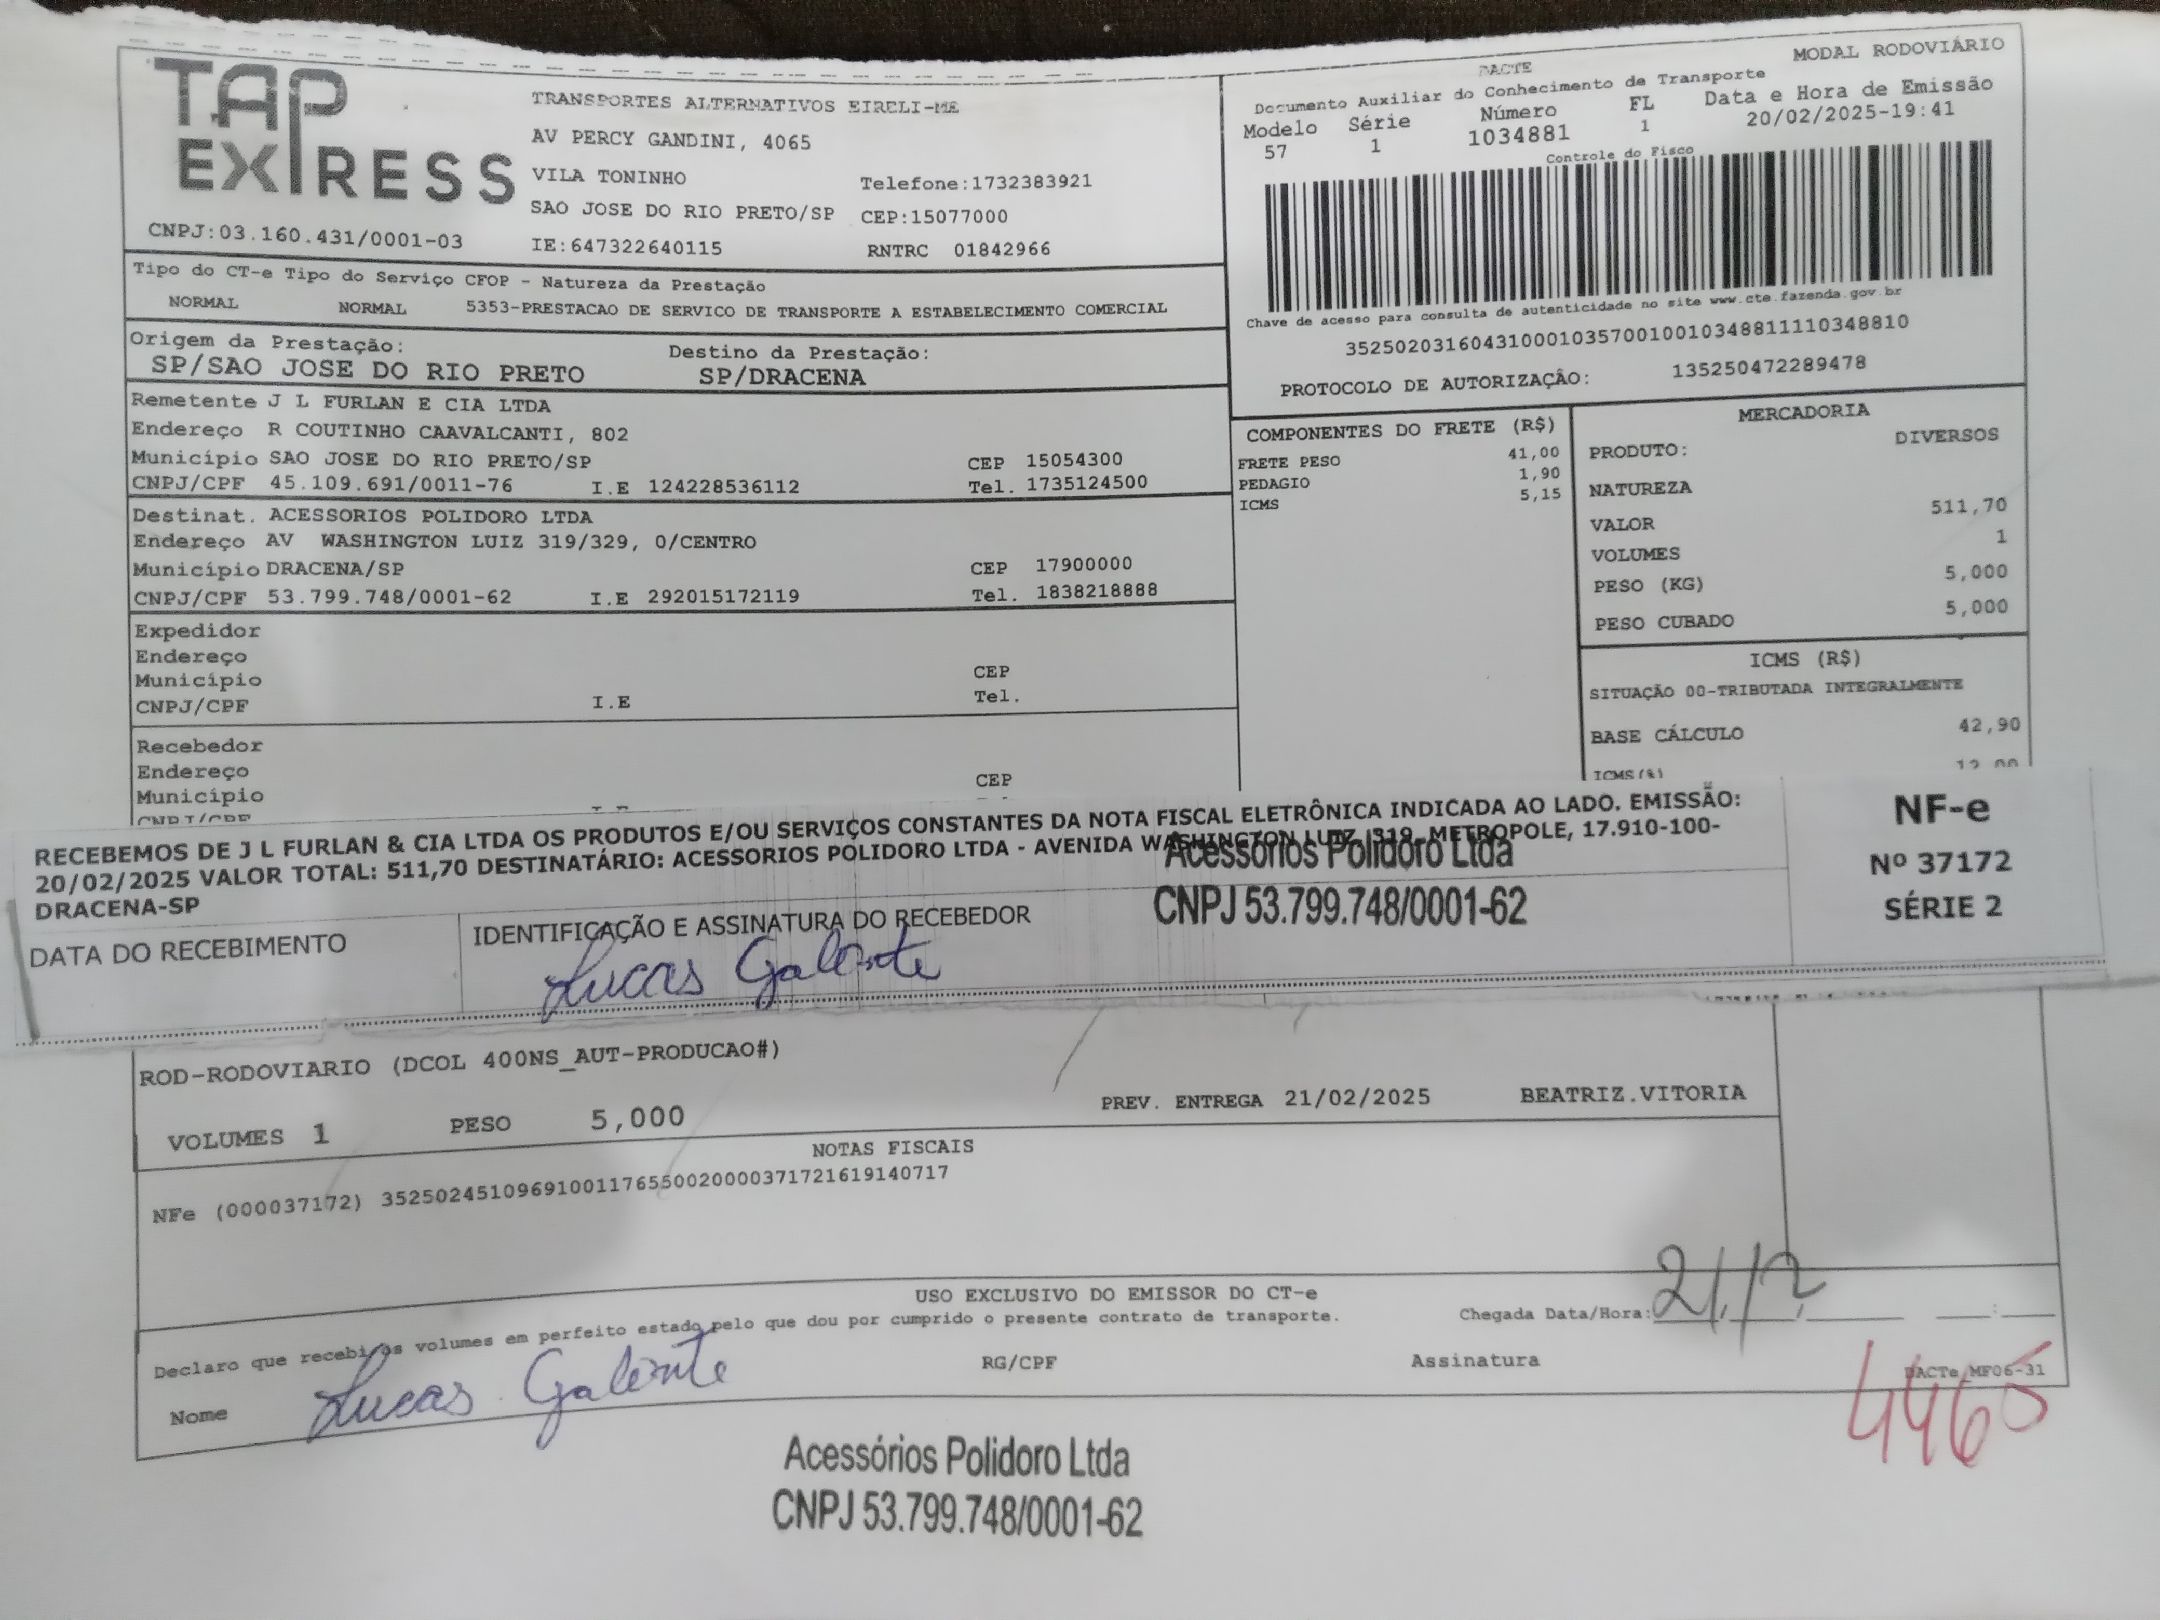 TAP EXPRESS
CNPJ:03.160.431/0001-03
TRANSPORTES ALTERNATIVOS EIRELI-ME
AV PERCY GANDINI, 4065
VILA TONINHO
Telefone:1732383921
SAO JOSE DO RIO PRETO/SP CEP:15077000
IE:647322640115 RNTRC 01842966
DACTE MODAL RODOVIÁRIO
Documento Auxiliar do Conhecimento de Transporte
Modelo Série Número FL Data e Hora de Emissão
57 1 1034881 1 20/02/2025-19:41
Controle do Fisco
Chave de acesso para consulta de autenticidade no site www.cte.fazenda.gov.br
35250203160431000103570010010348811110348810
PROTOCOLO DE AUTORIZAÇÃO: 135250472289478
Tipo do CT-e Tipo do Serviço CFOP - Natureza da Prestação
NORMAL NORMAL 5353-PRESTACAO DE SERVICO DE TRANSPORTE A ESTABELECIMENTO COMERCIAL
Origem da Prestação: Destino da Prestação:
SP/SAO JOSE DO RIO PRETO SP/DRACENA
Remetente J L FURLAN E CIA LTDA
Endereço R COUTINHO CAAVALCANTI, 802
Município SAO JOSE DO RIO PRETO/SP CEP 15054300
CNPJ/CPF 45.109.691/0011-76 I.E 124228536112 Tel. 1735124500
Destinat. ACESSORIOS POLIDORO LTDA
Endereço AV WASHINGTON LUIZ 319/329, 0/CENTRO
Município DRACENA/SP CEP 17900000
CNPJ/CPF 53.799.748/0001-62 I.E 292015172119 Tel. 1838218888
Expedidor
Endereço
Município CEP
CNPJ/CPF I.E Tel.
Recebedor
Endereço
Município CEP
CNPJ/CPF
COMPONENTES DO FRETE (R$)
FRETE PESO 41,00
PEDAGIO 1,90
ICMS 5,15
MERCADORIA
PRODUTO: DIVERSOS
NATUREZA
VALOR 511,70
VOLUMES 1
PESO (KG) 5,000
PESO CUBADO 5,000
ICMS (R$)
SITUAÇÃO 00-TRIBUTADA INTEGRALMENTE
BASE CÁLCULO 42,90
ICMS(%) 12,00
RECEBEMOS DE J L FURLAN & CIA LTDA OS PRODUTOS E/OU SERVIÇOS CONSTANTES DA NOTA FISCAL ELETRÔNICA INDICADA AO LADO. EMISSÃO:
20/02/2025 VALOR TOTAL: 511,70 DESTINATÁRIO: ACESSORIOS POLIDORO LTDA - AVENIDA WASHINGTON LUIZ, 319, METROPOLE, 17.910-100-
DRACENA-SP
Acessórios Polidoro Ltda
CNPJ 53.799.748/0001-62
DATA DO RECEBIMENTO
IDENTIFICAÇÃO E ASSINATURA DO RECEBEDOR
Lucas Galente
NF-e
Nº 37172
SÉRIE 2
ROD-RODOVIARIO (DCOL 400NS_AUT-PRODUCAO#)
VOLUMES 1 PESO 5,000 PREV. ENTREGA 21/02/2025 BEATRIZ.VITORIA
NOTAS FISCAIS
NFe (000037172) 35250245109691001176550020000371721619140717
USO EXCLUSIVO DO EMISSOR DO CT-e
Declaro que recebi os volumes em perfeito estado pelo que dou por cumprido o presente contrato de transporte.
Chegada Data/Hora: 21/2
Nome Lucas Galente RG/CPF Assinatura
DACTe_MF06-31
Acessórios Polidoro Ltda
CNPJ 53.799.748/0001-62